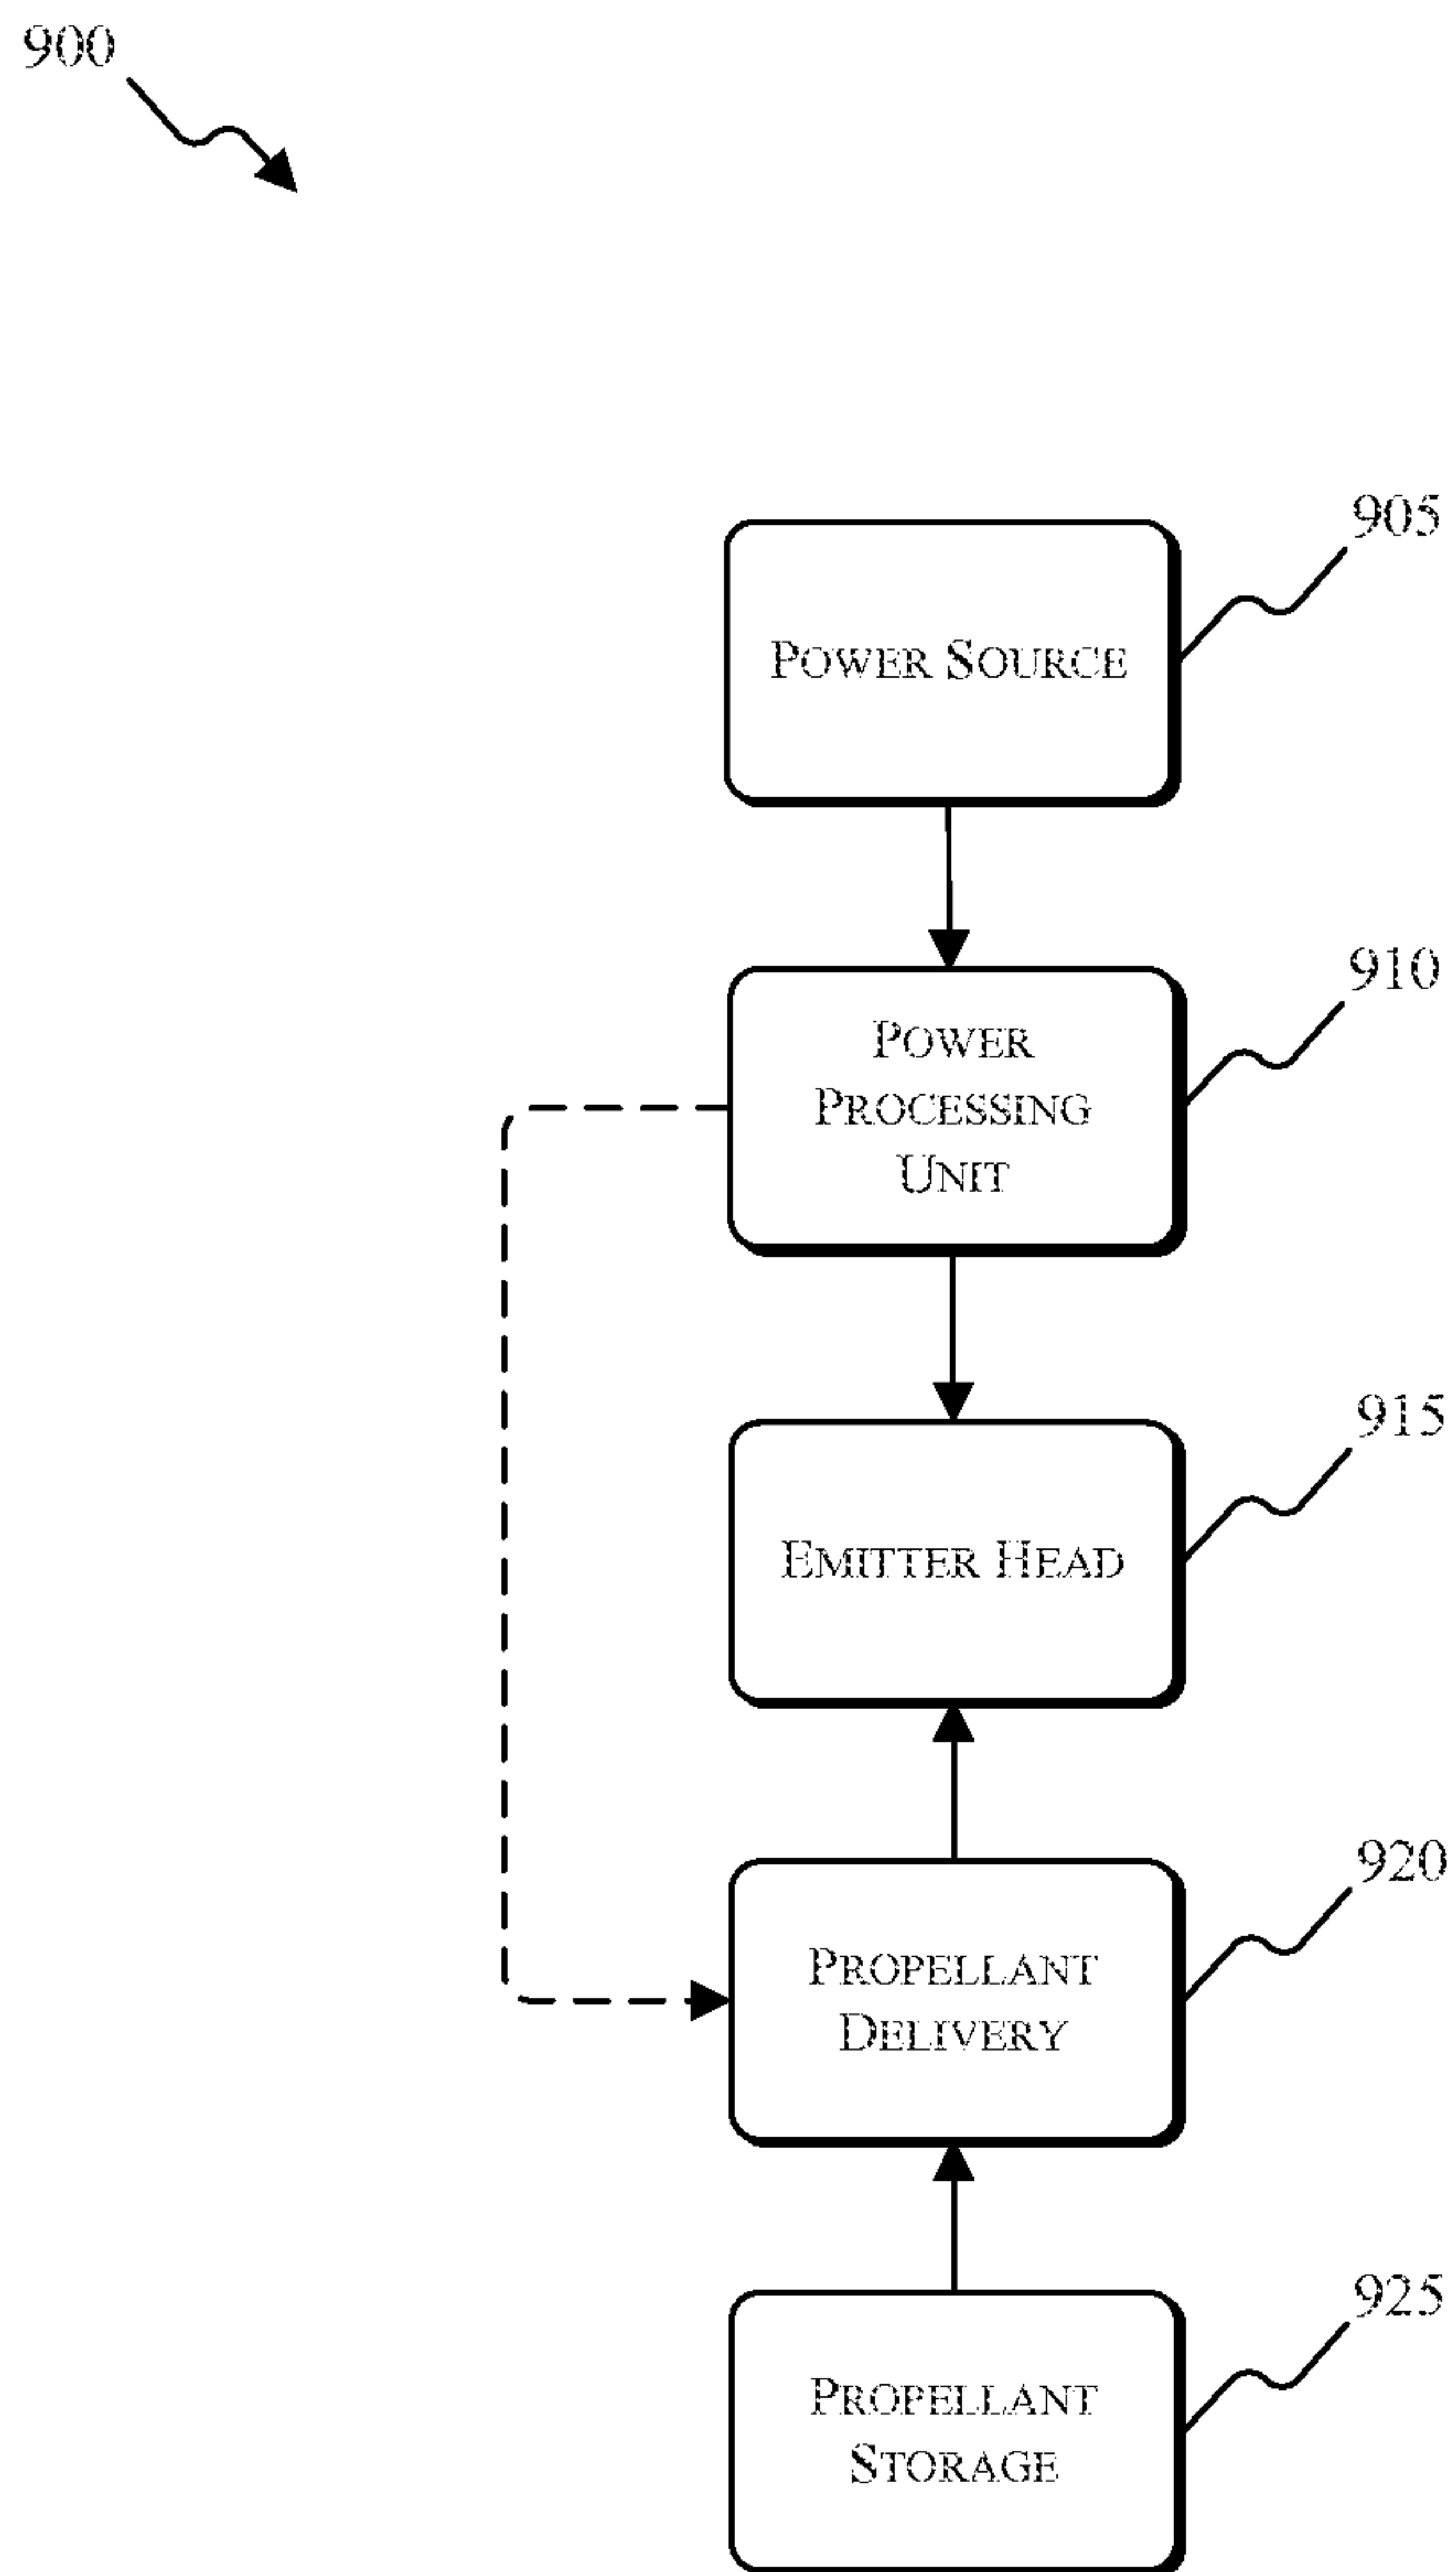 900
905
POWER SOURCE
910
POWER
PROCESSING
UNIT
915
EMITTER HEAD
920
PROPELLANT
DELIVERY
925
PROPELLANT
STORAGE